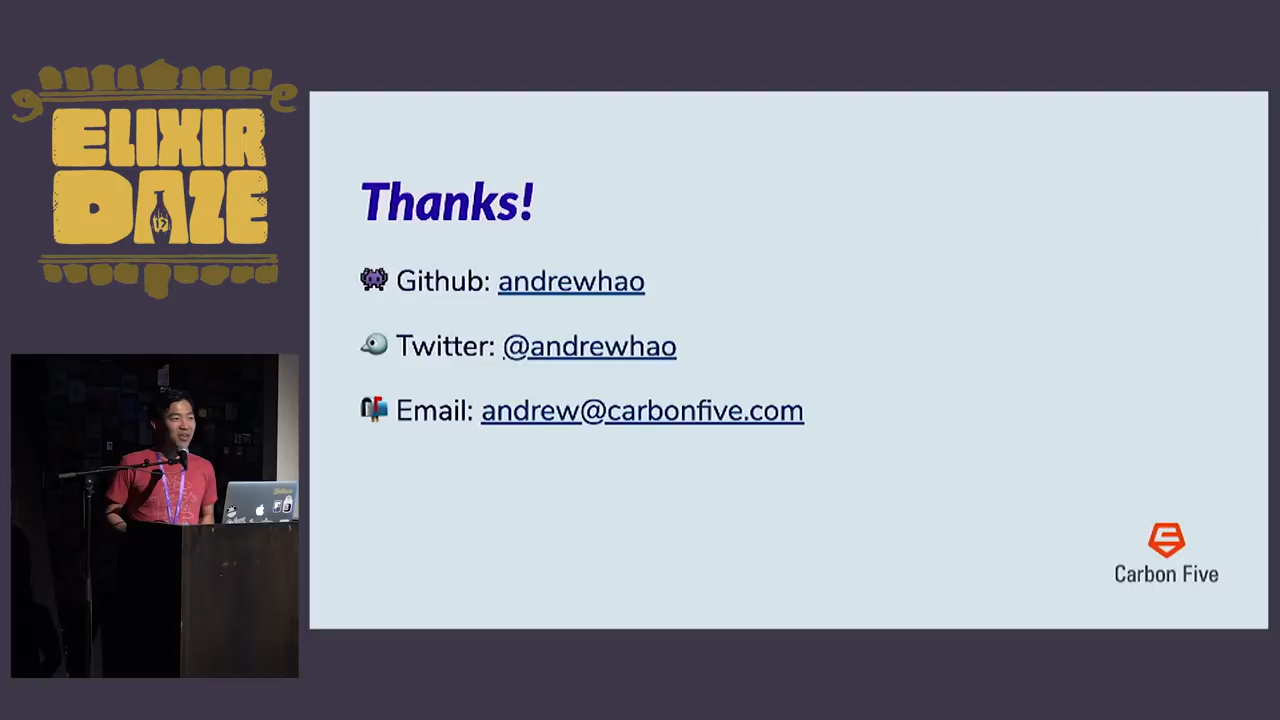 ELIXIR
DAZE
Thanks!
Github: andrewhao
Twitter: @andrewhao
Email: andrew@carbonfive.com
Carbon Five